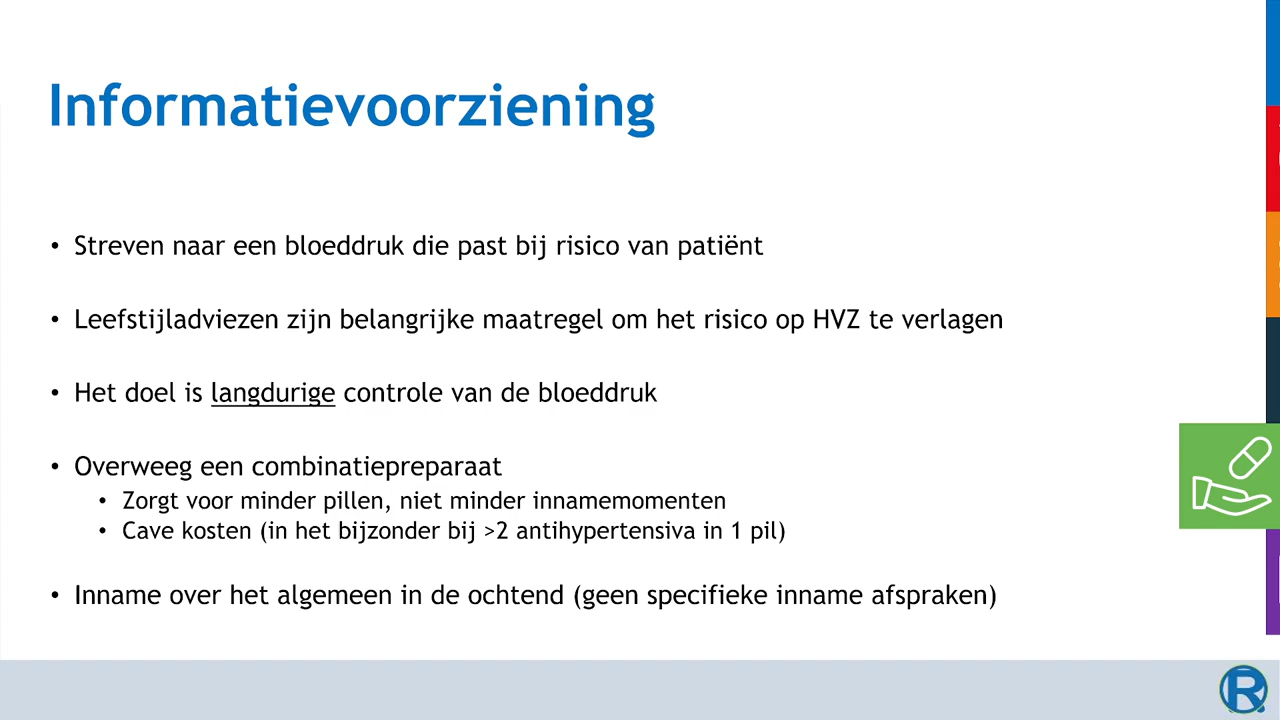 Informatievoorziening
• Streven naar een bloeddruk die past bij risico van patiënt
• Leefstijladviezen zijn belangrijke maatregel om het risico op HVZ te verlagen
• Het doel is langdurige controle van de bloeddruk
• Overweeg een combinatiepreparaat
• Zorgt voor minder pillen, niet minder innamemomenten
• Cave kosten (in het bijzonder bij >2 antihypertensiva in 1 pil)
• Inname over het algemeen in de ochtend (geen specifieke inname afspraken)
R